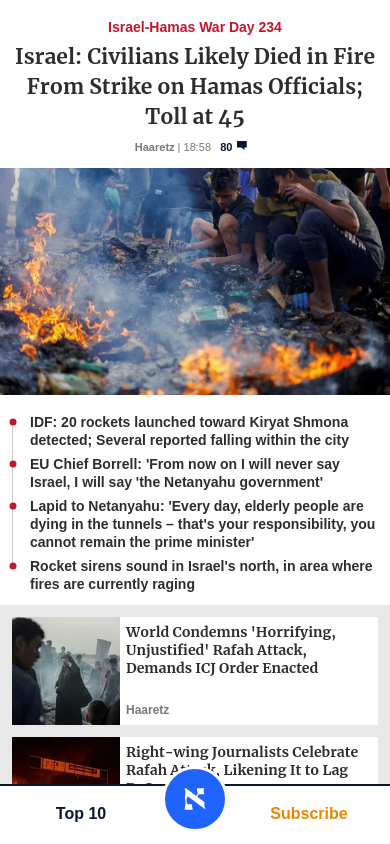 Israel-Hamas War Day 234
Israel: Civilians Likely Died in Fire
From Strike on Hamas Officials;
Toll at 45
Haaretz | 18:58 80
IDF: 20 rockets launched toward Kiryat Shmona
detected; Several reported falling within the city
EU Chief Borrell: 'From now on I will never say
Israel, I will say 'the Netanyahu government'
Lapid to Netanyahu: 'Every day, elderly people are
dying in the tunnels – that's your responsibility, you
cannot remain the prime minister'
Rocket sirens sound in Israel's north, in area where
fires are currently raging
World Condemns 'Horrifying,
Unjustified' Rafah Attack,
Demands ICJ Order Enacted
Haaretz
Right-wing Journalists Celebrate
Rafah Attack, Likening It to Lag
Top 10
Subscribe